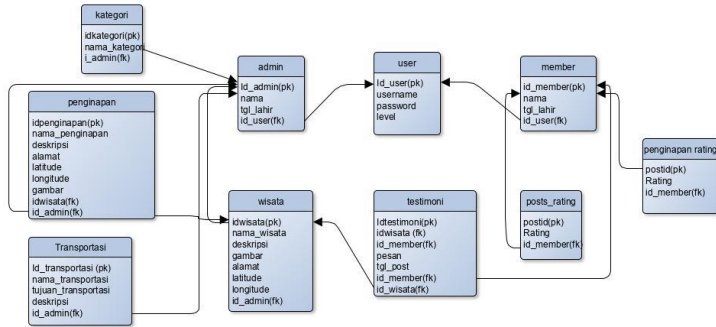 kategori
idkategori(pk)
nama_kategori
i_admin(fk)
admin
Id_admin(pk)
nama
tgl_lahir
id_user(fk)
user
Id_user(pk)
username
password
level
member
id_member(pk)
nama
tgl_lahir
id_user(fk)
penginapan
idpenginapan(pk)
nama_penginapan
deskripsi
alamat
latitude
longitude
gambar
idwisata(fk)
id_admin(fk)
penginapan rating
postid(pk)
Rating
id_member(fk)
wisata
idwisata(pk)
nama_wisata
deskripsi
gambar
alamat
latitude
longitude
id_admin(fk)
testimoni
Idtestimoni(pk)
idwisata (fk)
id_member(fk)
pesan
tgl_post
id_member(fk)
id_wisata(fk)
posts_rating
postid(pk)
Rating
id_member(fk)
Transportasi
Id_transportasi (pk)
nama_transportasi
tujuan_transportasi
deskripsi
id_admin(fk)